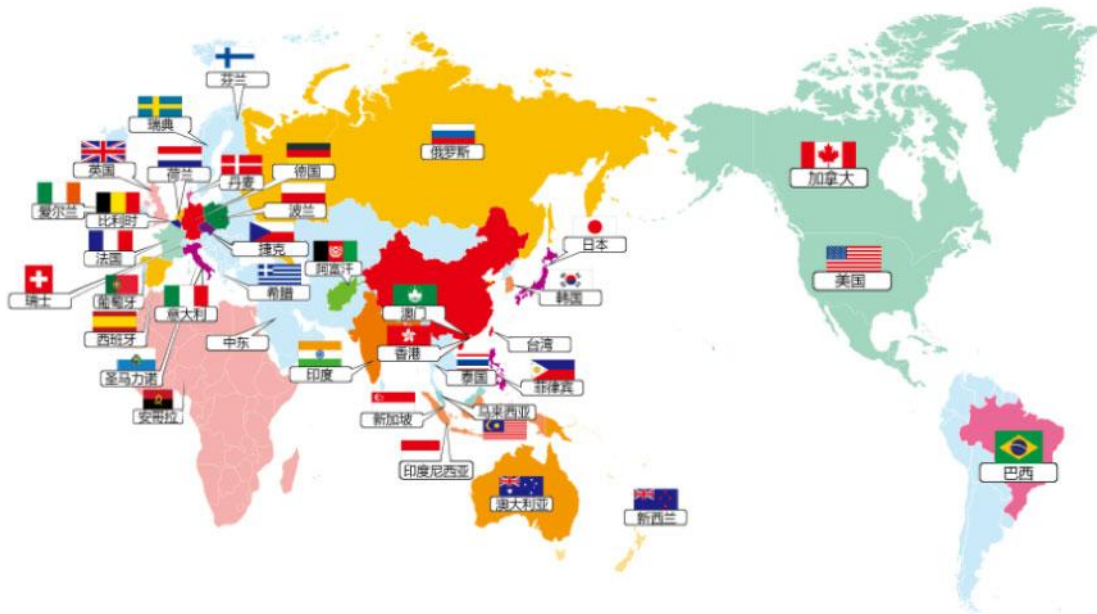 芬兰
瑞典
俄罗斯
英国
荷兰
丹麦
德国
加拿大
爱尔兰
比利时
波兰
法国
捷克
日本
瑞士
葡萄牙
意大利
希腊
阿富汗
韩国
美国
西班牙
中东
澳门
香港
台湾
圣马力诺
印度
泰国
菲律宾
安哥拉
新加坡
马来西亚
印度尼西亚
巴西
澳大利亚
新西兰